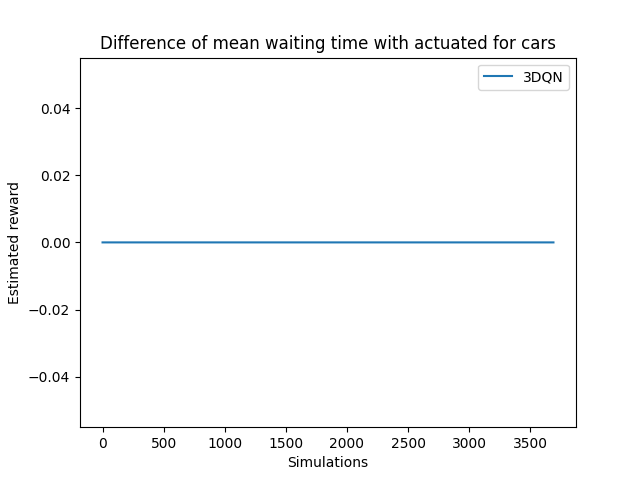 Difference of mean waiting time with actuated for cars
3DQN
0.04
0.02
0.00
−0.02
−0.04
Estimated reward
0 500 1000 1500 2000 2500 3000 3500
Simulations